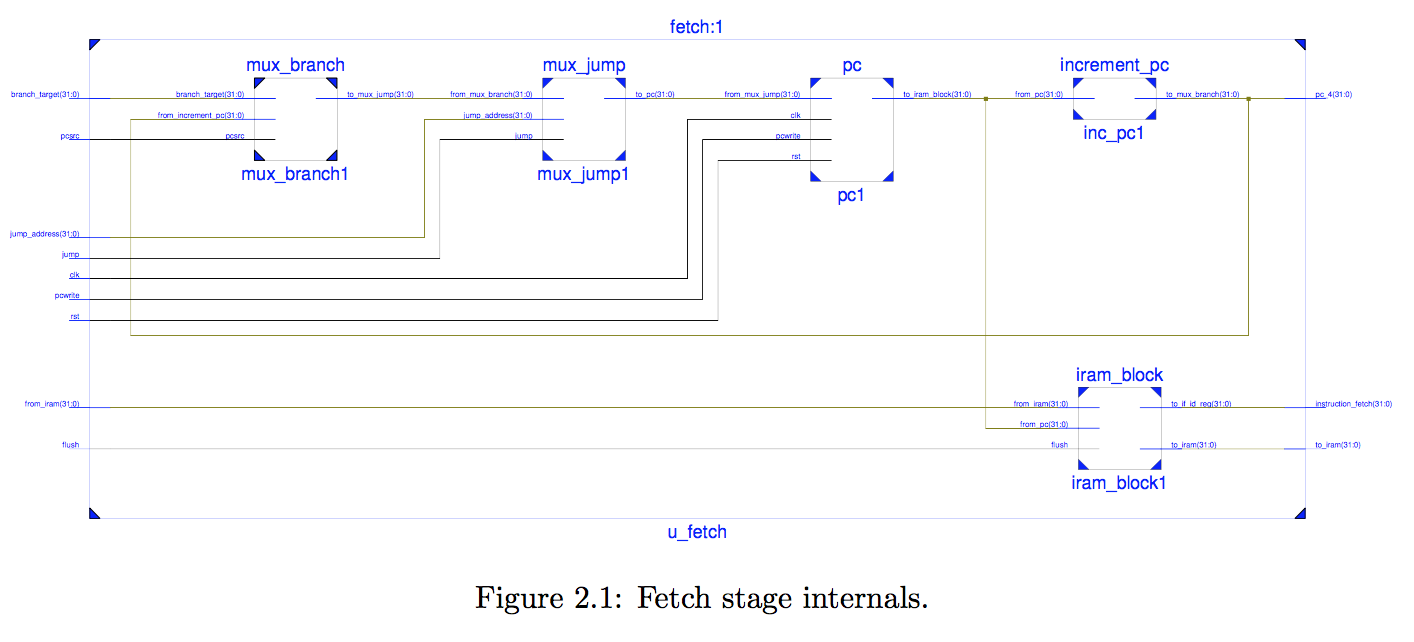 fetch:1
mux_branch
mux_jump
pc
increment_pc
branch_target(31:0)
branch_target(31:0)
to_mux_jump(31:0)
from_mux_branch(31:0)
to_pc(31:0)
from_mux_jump(31:0)
to_iram_block(31:0)
from_pc(31:0)
to_mux_branch(31:0)
pc_4(31:0)
from_increment_pc(31:0)
jump_address(31:0)
clk
pcsrc
pcsrc
jump
pcwrite
inc_pc1
rst
mux_branch1
mux_jump1
pc1
jump_address(31:0)
jump
clk
pcwrite
rst
iram_block
from_iram(31:0)
from_iram(31:0)
to_if_id_reg(31:0)
instruction_fetch(31:0)
from_pc(31:0)
flush
flush
to_iram(31:0)
to_iram(31:0)
iram_block1
u_fetch
Figure 2.1: Fetch stage internals.